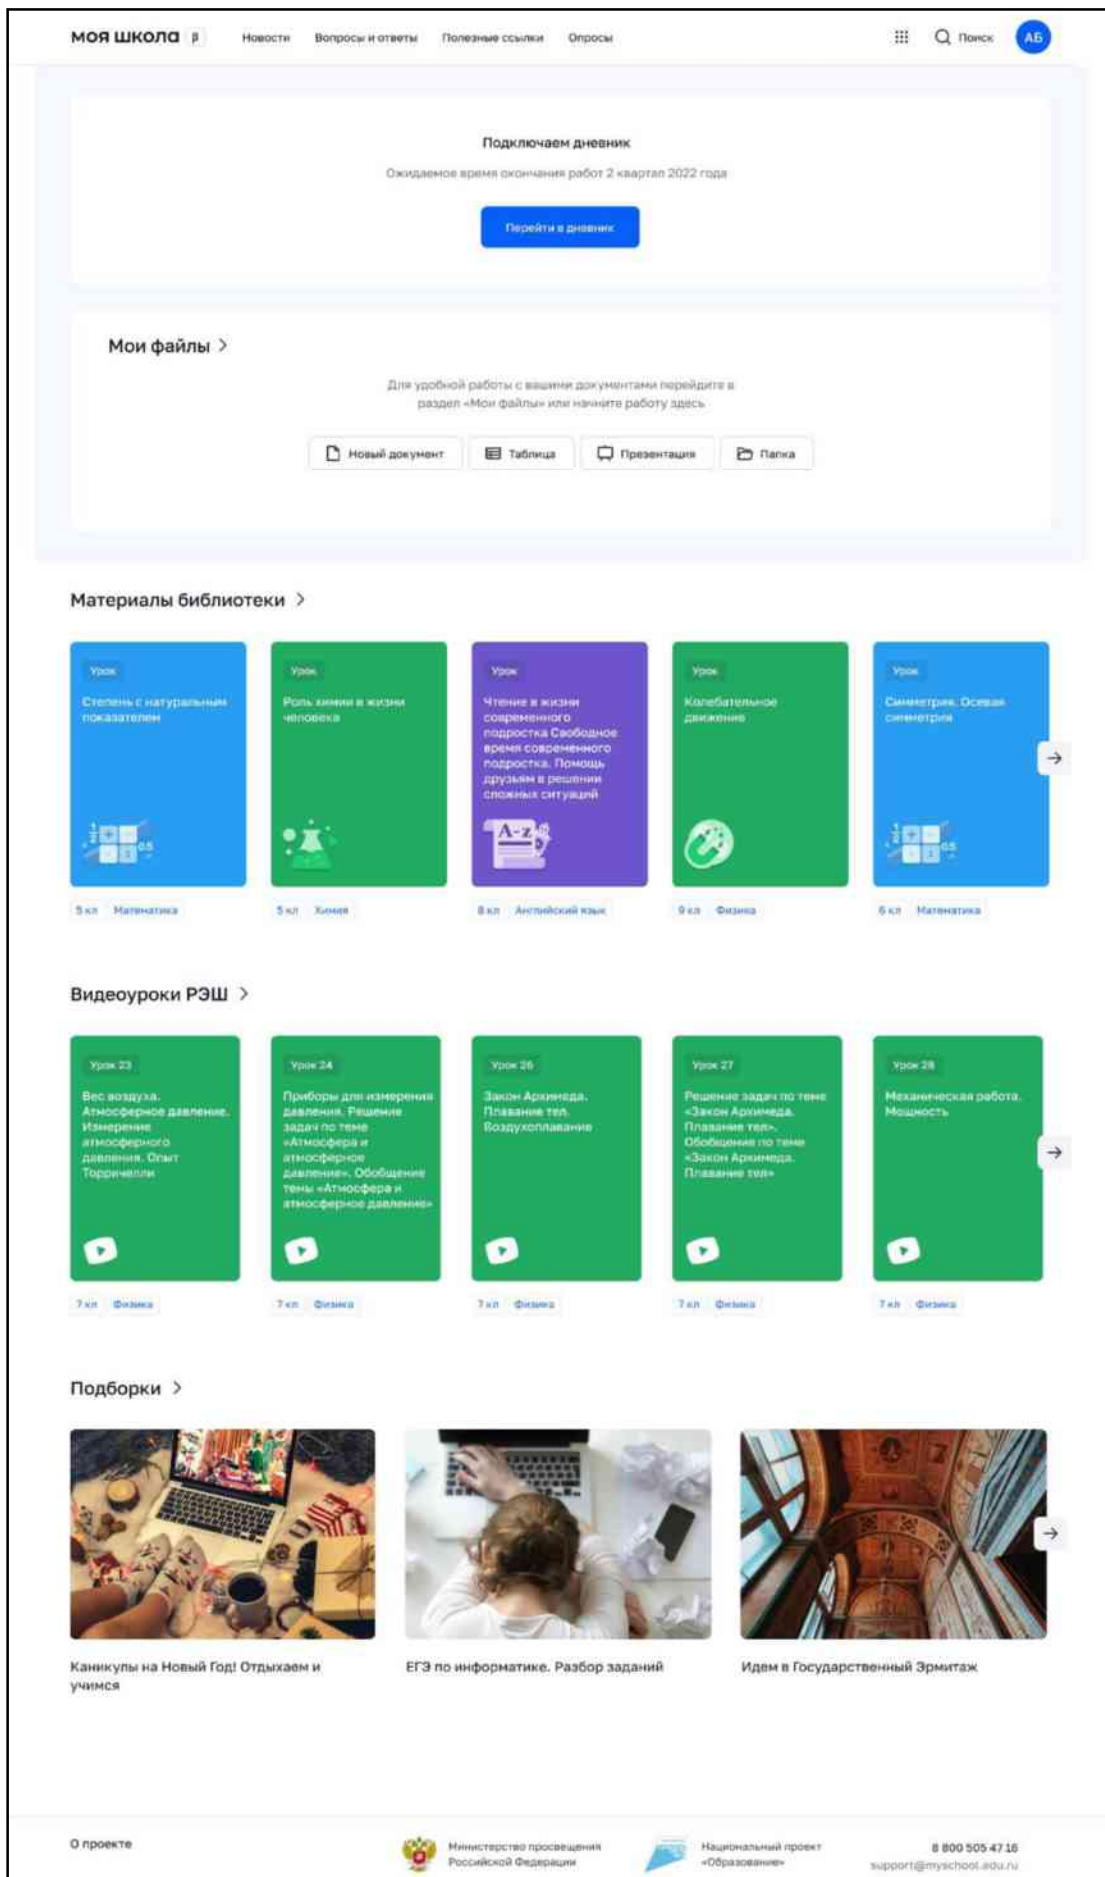 моя школа β
Новости Вопросы и ответы Полезные ссылки Опросы
Поиск
АБ
Подключаем дневник
Ожидаемое время окончания работ 2 квартал 2022 года
Перейти в дневник
Мои файлы
Для удобной работы с вашими документами перейдите в
раздел «Мои файлы» или начните работу здесь
Новый документ
Таблица
Презентация
Папка
Материалы библиотеки
Урок
Степень с натуральным
показателем
5 кл Математика
Урок
Роль химии в жизни
человека
5 кл Химия
Урок
Чтение в жизни
современного
подростка Свободное
время современного
подростка. Помощь
друзьям в решении
сложных ситуаций
A-z
8 кл Английский язык
Урок
Колебательное
движение
9 кл Физика
Урок
Симметрия. Осевая
симметрия
6 кл Математика
Видеоуроки РЭШ
Урок 23
Вес воздуха.
Атмосферное давление.
Измерение
атмосферного
давления. Опыт
Торричелли
7 кл Физика
Урок 24
Приборы для измерения
давления. Решение
задач по теме
«Атмосфера и
атмосферное
давление». Обобщение
темы «Атмосфера и
атмосферное давление»
7 кл Физика
Урок 26
Закон Архимеда.
Плавание тел.
Воздухоплавание
7 кл Физика
Урок 27
Решение задач по теме
«Закон Архимеда.
Плавание тел».
Обобщение по теме
«Закон Архимеда.
Плавание тел»
7 кл Физика
Урок 28
Механическая работа.
Мощность
7 кл Физика
Подборки
Каникулы на Новый Год! Отдыхаем и
учимся
ЕГЭ по информатике. Разбор заданий
Идем в Государственный Эрмитаж
О проекте
Министерство просвещения
Российской Федерации
Национальный проект
«Образование»
8 800 505 47 16
support@myschool.edu.ru